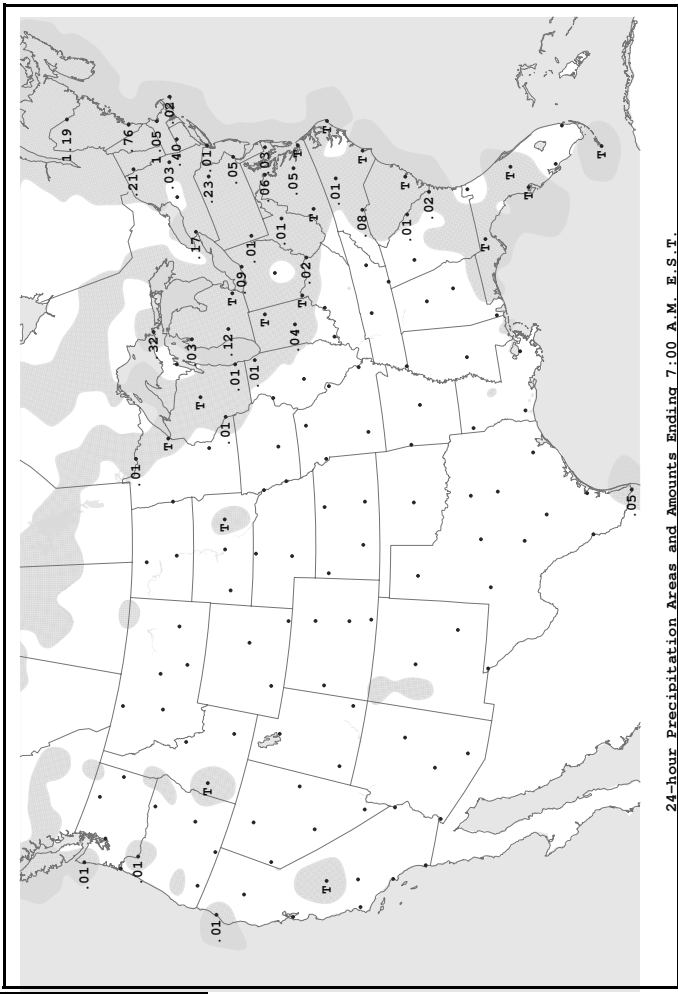 1.19
.01
.21
.76
.01
.01
.32
1.05
T
.03
.02
.40
.03
.17
T
T
.23
.01
.01
.01
T
.12
T
.05
.01
.09
.01
.01
T
.06
.03
.01
.04
.05
T
T
.02
T
T
T
.01
.08
T
T
.01
.02
T
T
T
T
.05
24-hour Precipitation Areas and Amounts Ending 7:00 A.M. E.S.T.